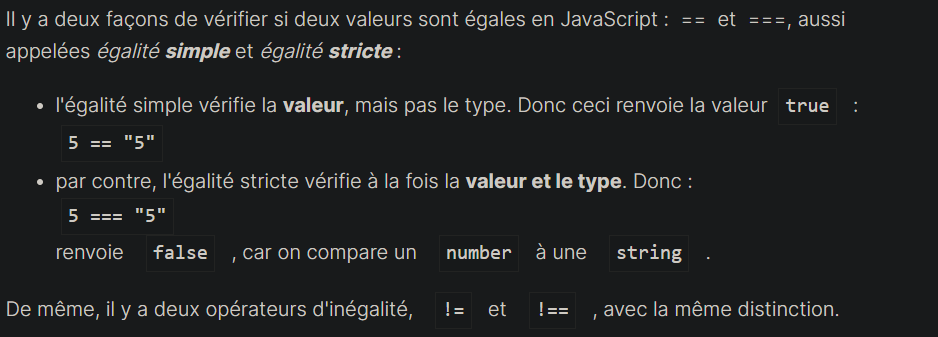 Il y a deux façons de vérifier si deux valeurs sont égales en JavaScript : == et ===, aussi
appelées égalité simple et égalité stricte :
• l'égalité simple vérifie la valeur, mais pas le type. Donc ceci renvoie la valeur true :
5 == "5"
• par contre, l'égalité stricte vérifie à la fois la valeur et le type. Donc :
5 === "5"
renvoie false , car on compare un number à une string .
De même, il y a deux opérateurs d'inégalité, != et !== , avec la même distinction.